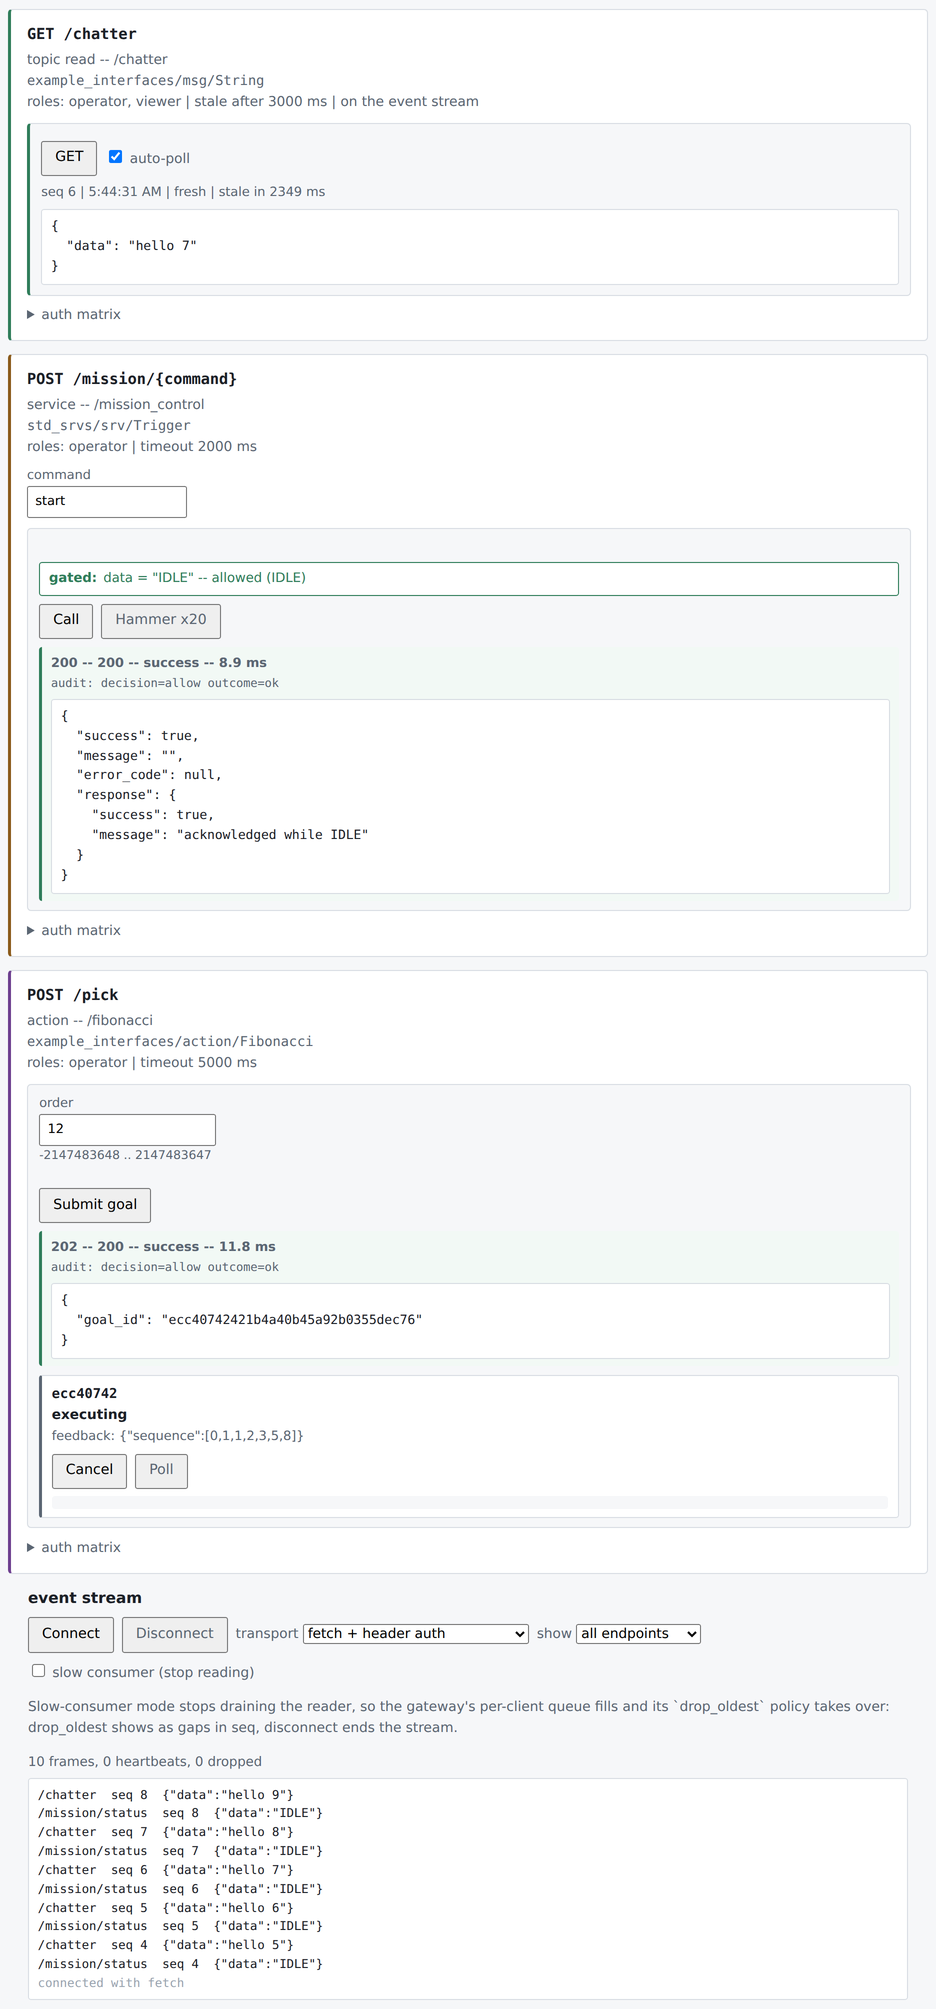 GET /chatter
topic read -- /chatter
example_interfaces/msg/String
roles: operator, viewer | stale after 3000 ms | on the event stream
GET auto-poll
seq 6 | 5:44:31 AM | fresh | stale in 2349 ms
{
  "data": "hello 7"
}
▶ auth matrix
POST /mission/{command}
service -- /mission_control
std_srvs/srv/Trigger
roles: operator | timeout 2000 ms
command
start
gated: data = "IDLE" -- allowed (IDLE)
Call Hammer x20
200 -- 200 -- success -- 8.9 ms
audit: decision=allow outcome=ok
{
  "success": true,
  "message": "",
  "error_code": null,
  "response": {
    "success": true,
    "message": "acknowledged while IDLE"
  }
}
▶ auth matrix
POST /pick
action -- /fibonacci
example_interfaces/action/Fibonacci
roles: operator | timeout 5000 ms
order
12
-2147483648 .. 2147483647
Submit goal
202 -- 200 -- success -- 11.8 ms
audit: decision=allow outcome=ok
{
  "goal_id": "ecc40742421b4a40b45a92b0355dec76"
}
ecc40742
executing
feedback: {"sequence":[0,1,1,2,3,5,8]}
Cancel Poll
▶ auth matrix
event stream
Connect Disconnect transport fetch + header auth show all endpoints
slow consumer (stop reading)
Slow-consumer mode stops draining the reader, so the gateway's per-client queue fills and its `drop_oldest` policy takes over:
drop_oldest shows as gaps in seq, disconnect ends the stream.
10 frames, 0 heartbeats, 0 dropped
/chatter  seq 8  {"data":"hello 9"}
/mission/status  seq 8  {"data":"IDLE"}
/chatter  seq 7  {"data":"hello 8"}
/mission/status  seq 7  {"data":"IDLE"}
/chatter  seq 6  {"data":"hello 7"}
/mission/status  seq 6  {"data":"IDLE"}
/chatter  seq 5  {"data":"hello 6"}
/mission/status  seq 5  {"data":"IDLE"}
/chatter  seq 4  {"data":"hello 5"}
/mission/status  seq 4  {"data":"IDLE"}
connected with fetch